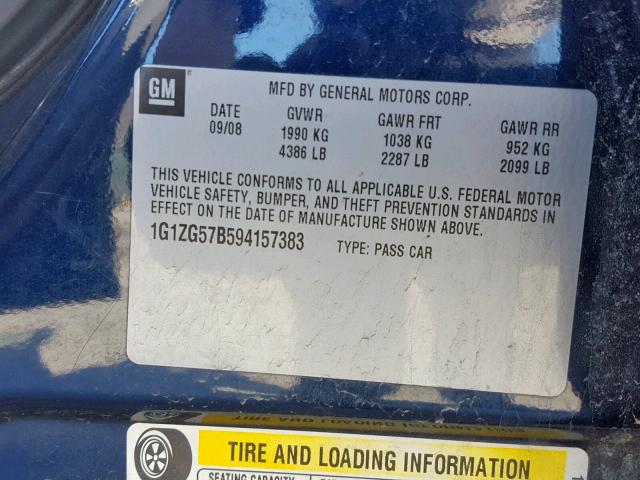 GM
MFD BY GENERAL MOTORS CORP.
DATE GVWR GAWR FRT GAWR RR
09/08 1990 KG 1038 KG 952 KG
4386 LB 2287 LB 2099 LB
THIS VEHICLE CONFORMS TO ALL APPLICABLE U.S. FEDERAL MOTOR
VEHICLE SAFETY, BUMPER, AND THEFT PREVENTION STANDARDS IN
EFFECT ON THE DATE OF MANUFACTURE SHOWN ABOVE.
1G1ZG57B594157383 TYPE: PASS CAR
TIRE AND LOADING INFORMATION
SEATING CAPACITY